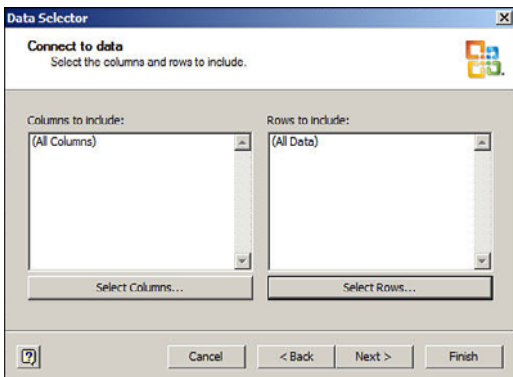 Data Selector
Connect to data
Select the columns and rows to include.
Columns to include:
Rows to include:
(All Columns)
(All Data)
Select Columns...
Select Rows...
Cancel
< Back
Next >
Finish